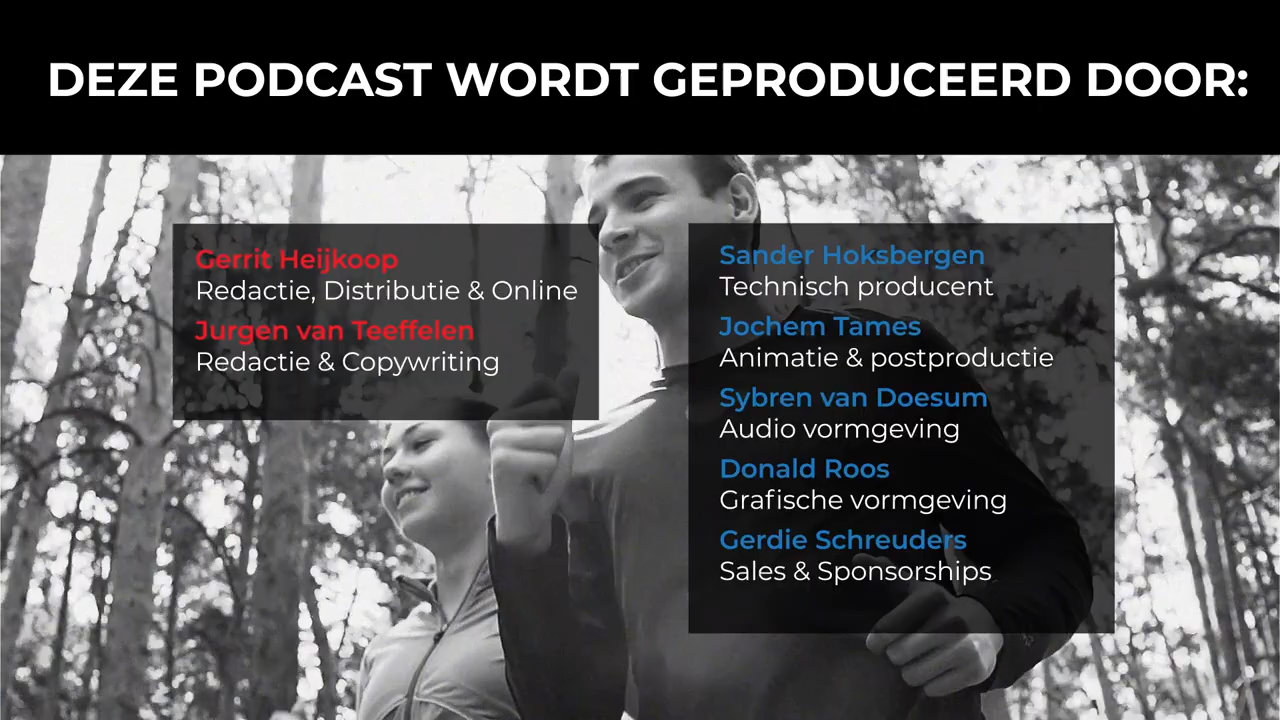 DEZE PODCAST WORDT GEPRODUCEERD DOOR:
Gerrit Heijkoop
Redactie, Distributie & Online
Jurgen van Teeffelen
Redactie & Copywriting
Sander Hoksbergen
Technisch producent
Jochem Tames
Animatie & postproductie
Sybren van Doesum
Audio vormgeving
Donald Roos
Grafische vormgeving
Gerdie Schreuders
Sales & Sponsorships